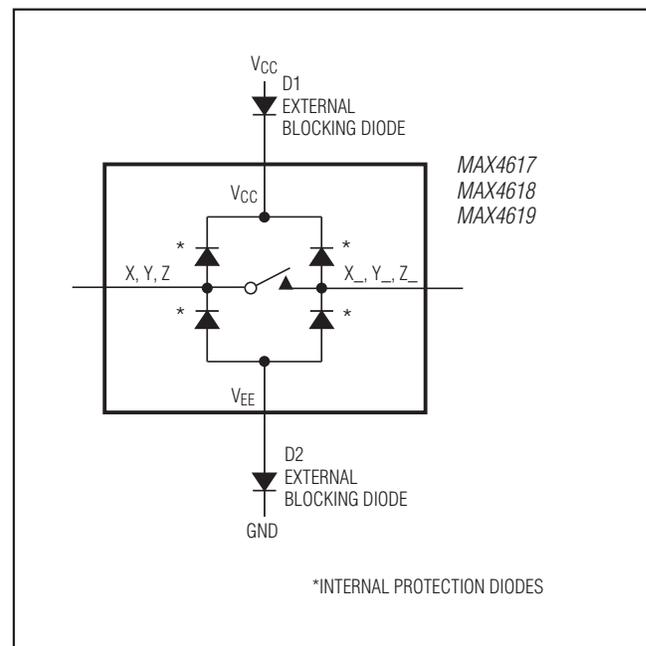 VCC
D1
EXTERNAL
BLOCKING DIODE
MAX4617
MAX4618
MAX4619
VCC
*
*
X, Y, Z
X_, Y_, Z_
*
*
VEE
D2
EXTERNAL
BLOCKING DIODE
GND
*INTERNAL PROTECTION DIODES